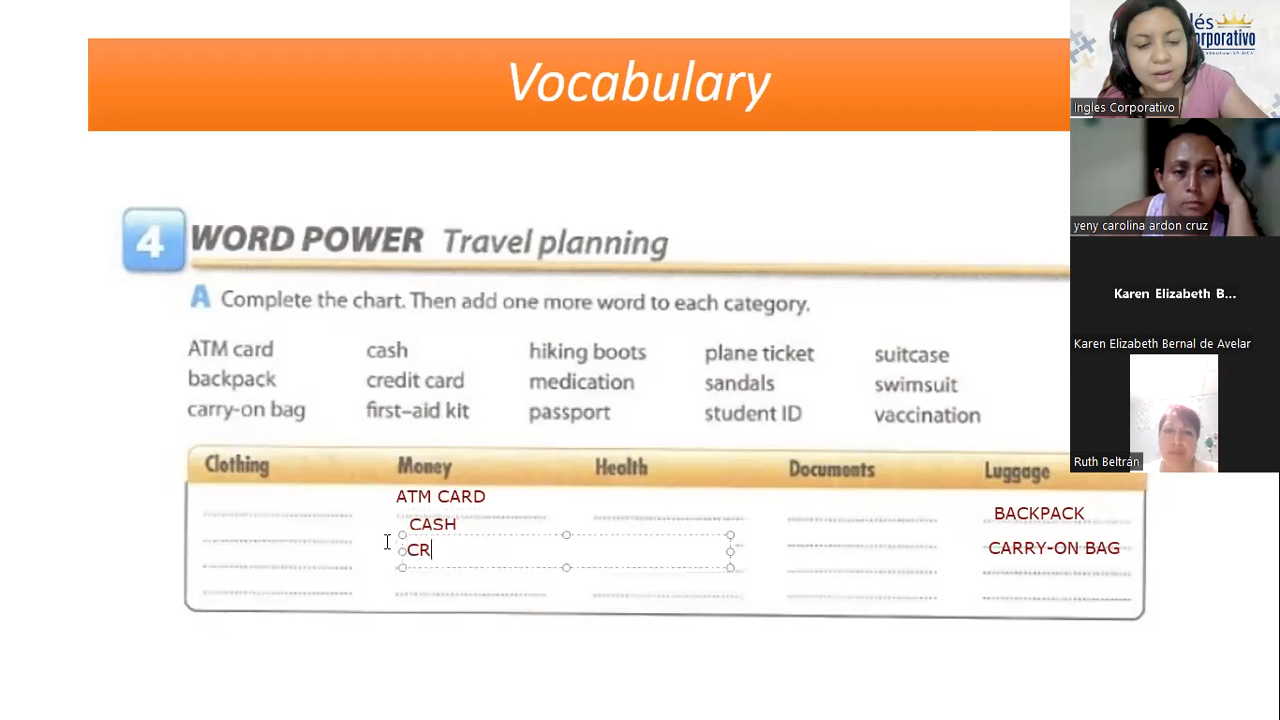 Vocabulary
4 WORD POWER Travel planning
A Complete the chart. Then add one more word to each category.
ATM card cash hiking boots plane ticket suitcase
backpack credit card medication sandals swimsuit
carry-on bag first-aid kit passport student ID vaccination
Clothing Money Health Documents Luggage
ATM CARD
BACKPACK
CASH
CR
CARRY-ON BAG
lés
orporativo
Ingles Corporativo
yeny carolina ardon cruz
Karen Elizabeth B...
Karen Elizabeth Bernal de Avelar
Ruth Beltrán